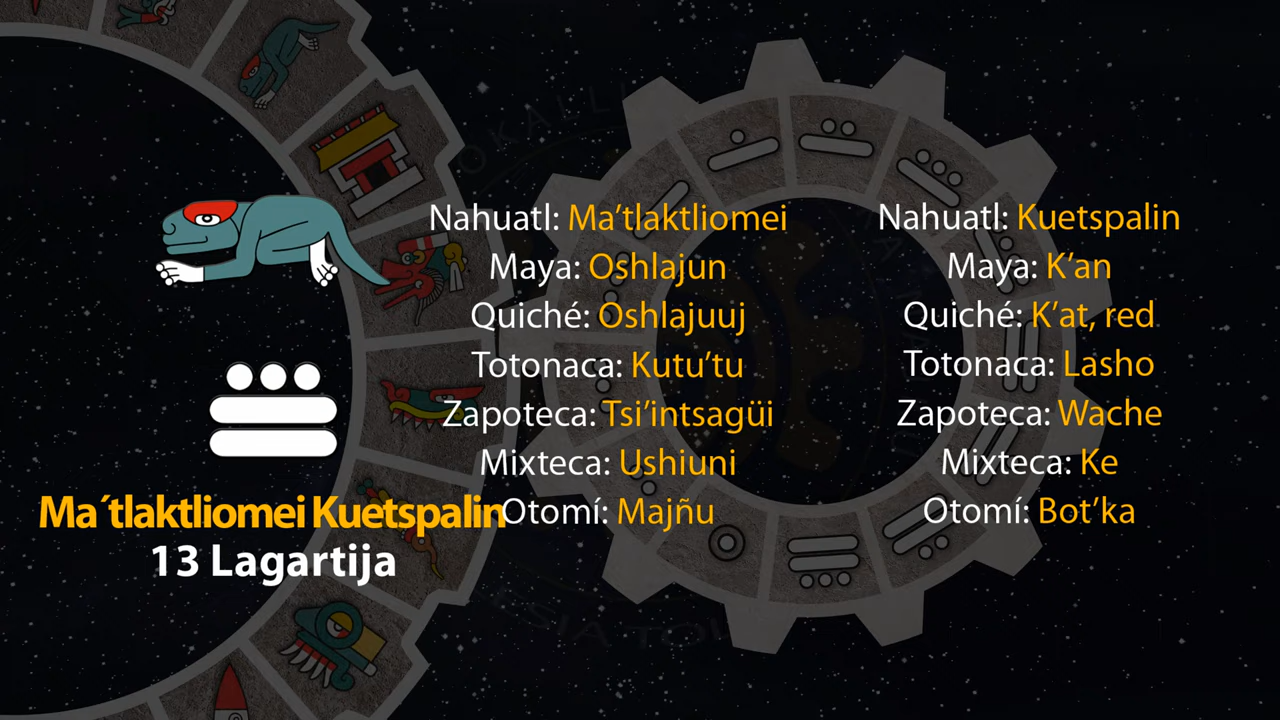 Nahuatl: Ma’tlaktliomei
Maya: Oshlajun
Quiché: Oshlajuuj
Totonaca: Kutu’tu
Zapoteca: Tsi’intsagüi
Mixteca: Ushiuni
Otomí: Majñu
Nahuatl: Kuetspalin
Maya: K’an
Quiché: K’at, red
Totonaca: Lasho
Zapoteca: Wache
Mixteca: Ke
Otomí: Bot’ka
Ma´tlaktliomei Kuetspalin
13 Lagartija